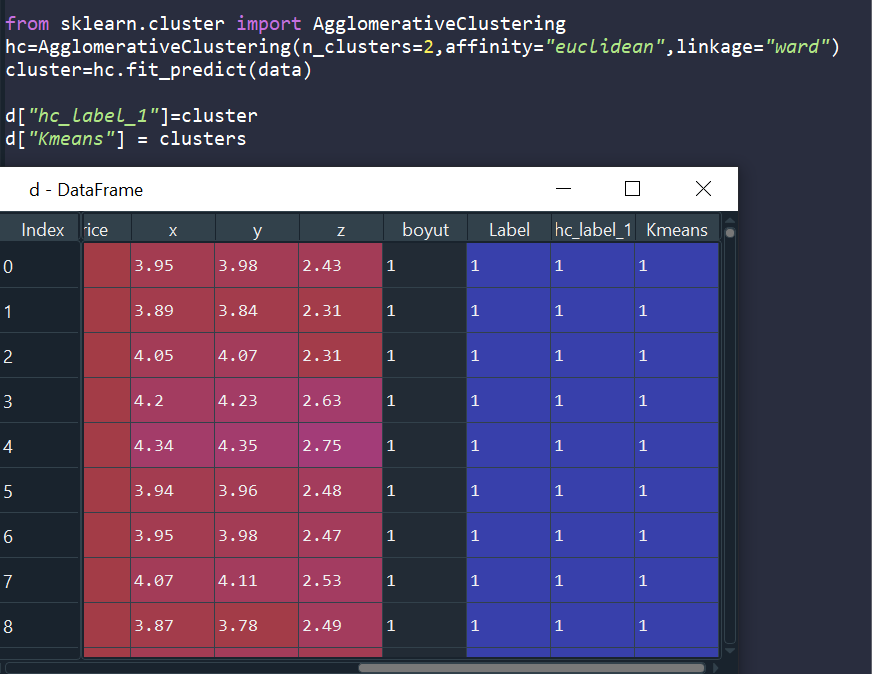 from sklearn.cluster import AgglomerativeClustering
hc=AgglomerativeClustering(n_clusters=2,affinity="euclidean",linkage="ward")
cluster=hc.fit_predict(data)
d["hc_label_1"]=cluster
d["Kmeans"] = clusters
d - DataFrame
Index rice x y z boyut Label hc_label_1 Kmeans
0 3.95 3.98 2.43 1 1 1 1
1 3.89 3.84 2.31 1 1 1 1
2 4.05 4.07 2.31 1 1 1 1
3 4.2 4.23 2.63 1 1 1 1
4 4.34 4.35 2.75 1 1 1 1
5 3.94 3.96 2.48 1 1 1 1
6 3.95 3.98 2.47 1 1 1 1
7 4.07 4.11 2.53 1 1 1 1
8 3.87 3.78 2.49 1 1 1 1